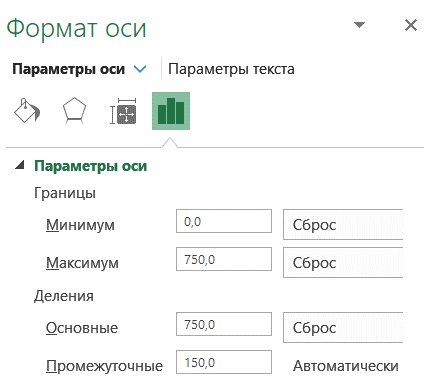 Формат оси
Параметры оси Параметры текста
Параметры оси
Границы
Минимум 0,0 Сброс
Максимум 750,0 Сброс
Деления
Основные 750,0 Сброс
Промежуточные 150,0 Автоматически